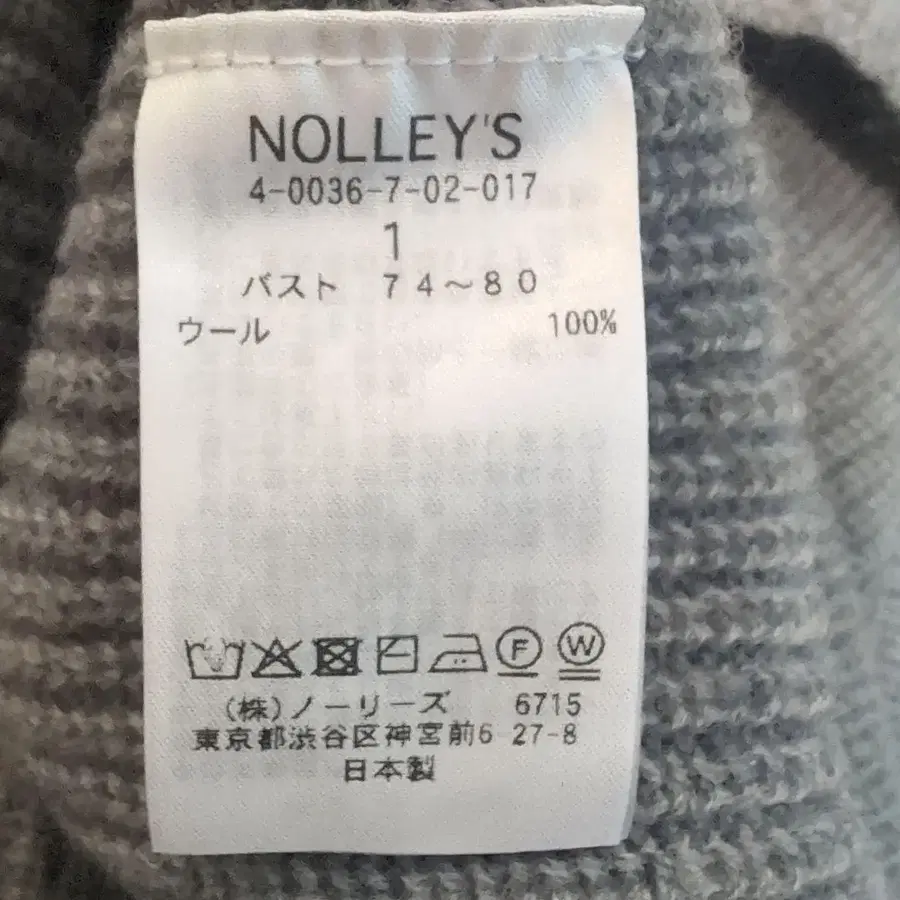 NOLLEY'S
4-0036-7-02-017
1
バスト 74～80
ウール 100%
F W
(株)ノーリーズ 6715
東京都渋谷区神宮前6 27-8
日本製